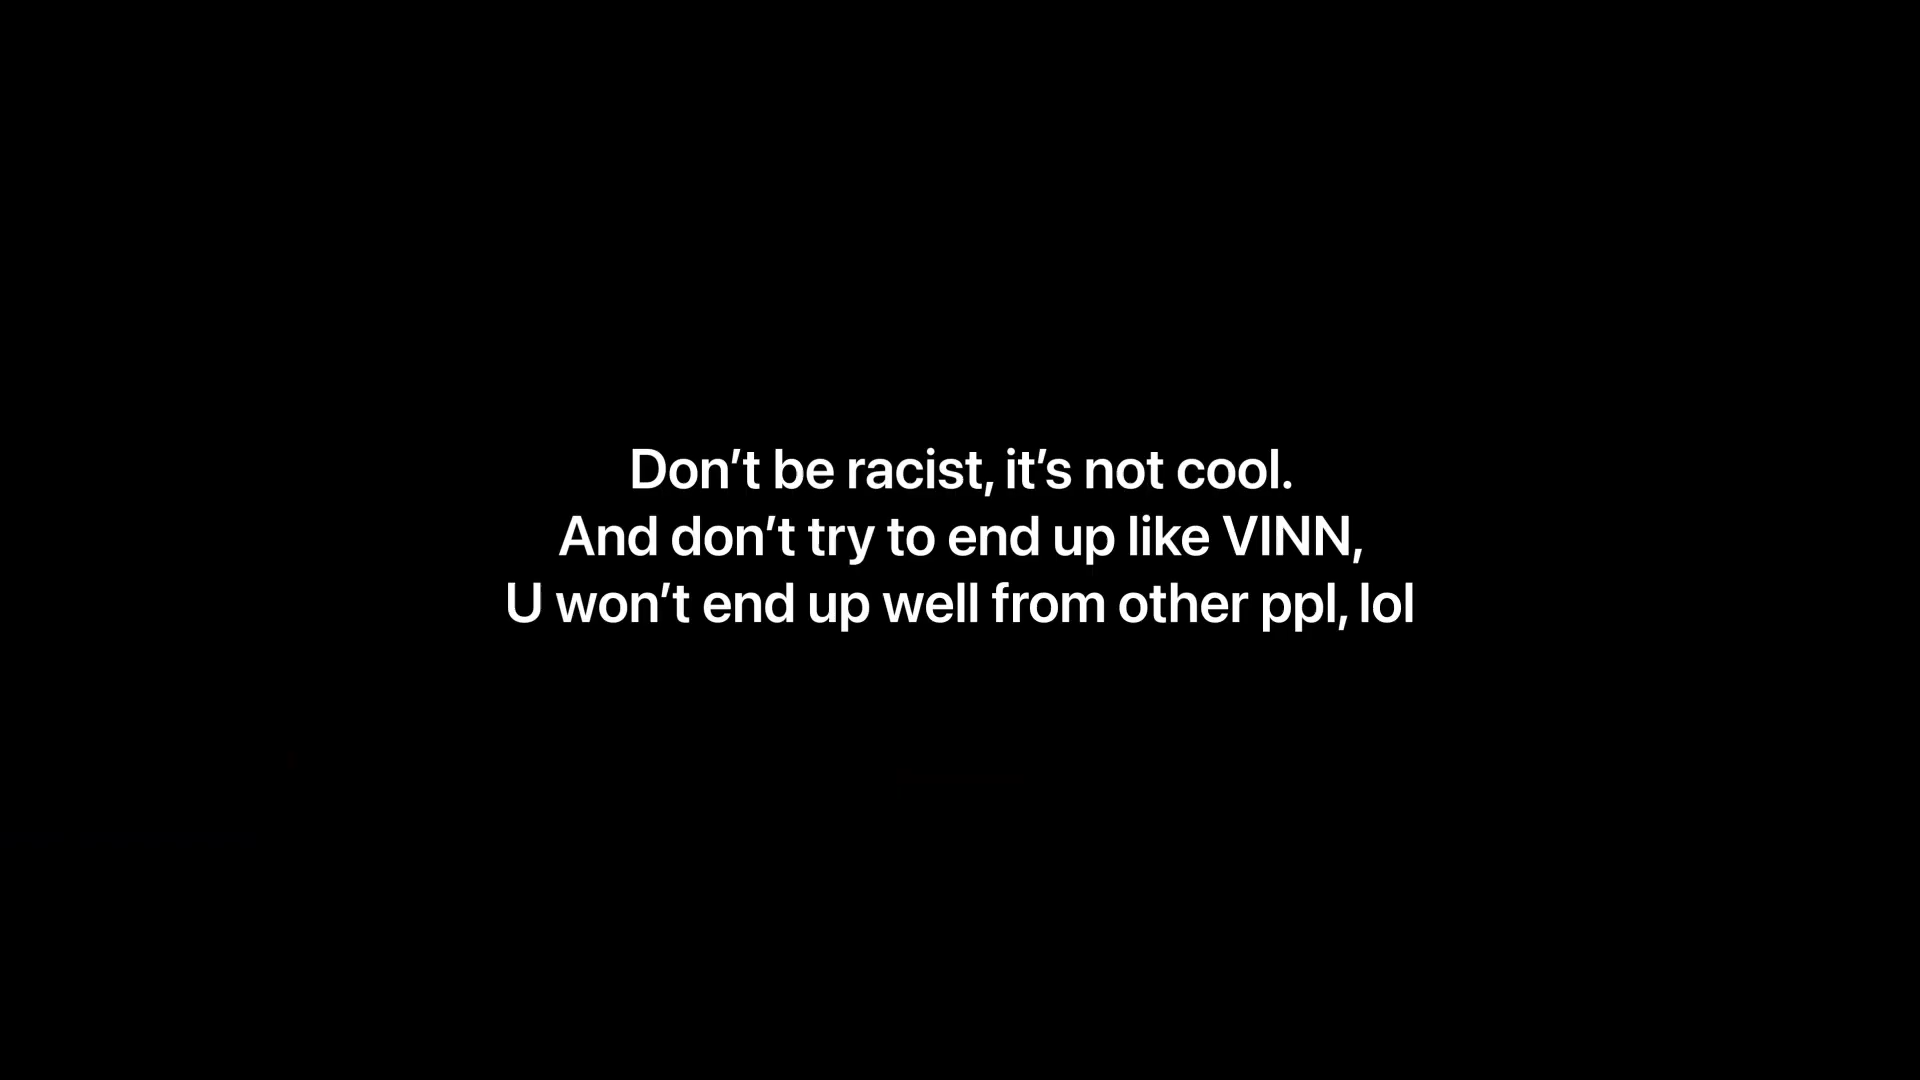 Don’t be racist, it’s not cool.
And don’t try to end up like VINN,
U won’t end up well from other ppl, lol